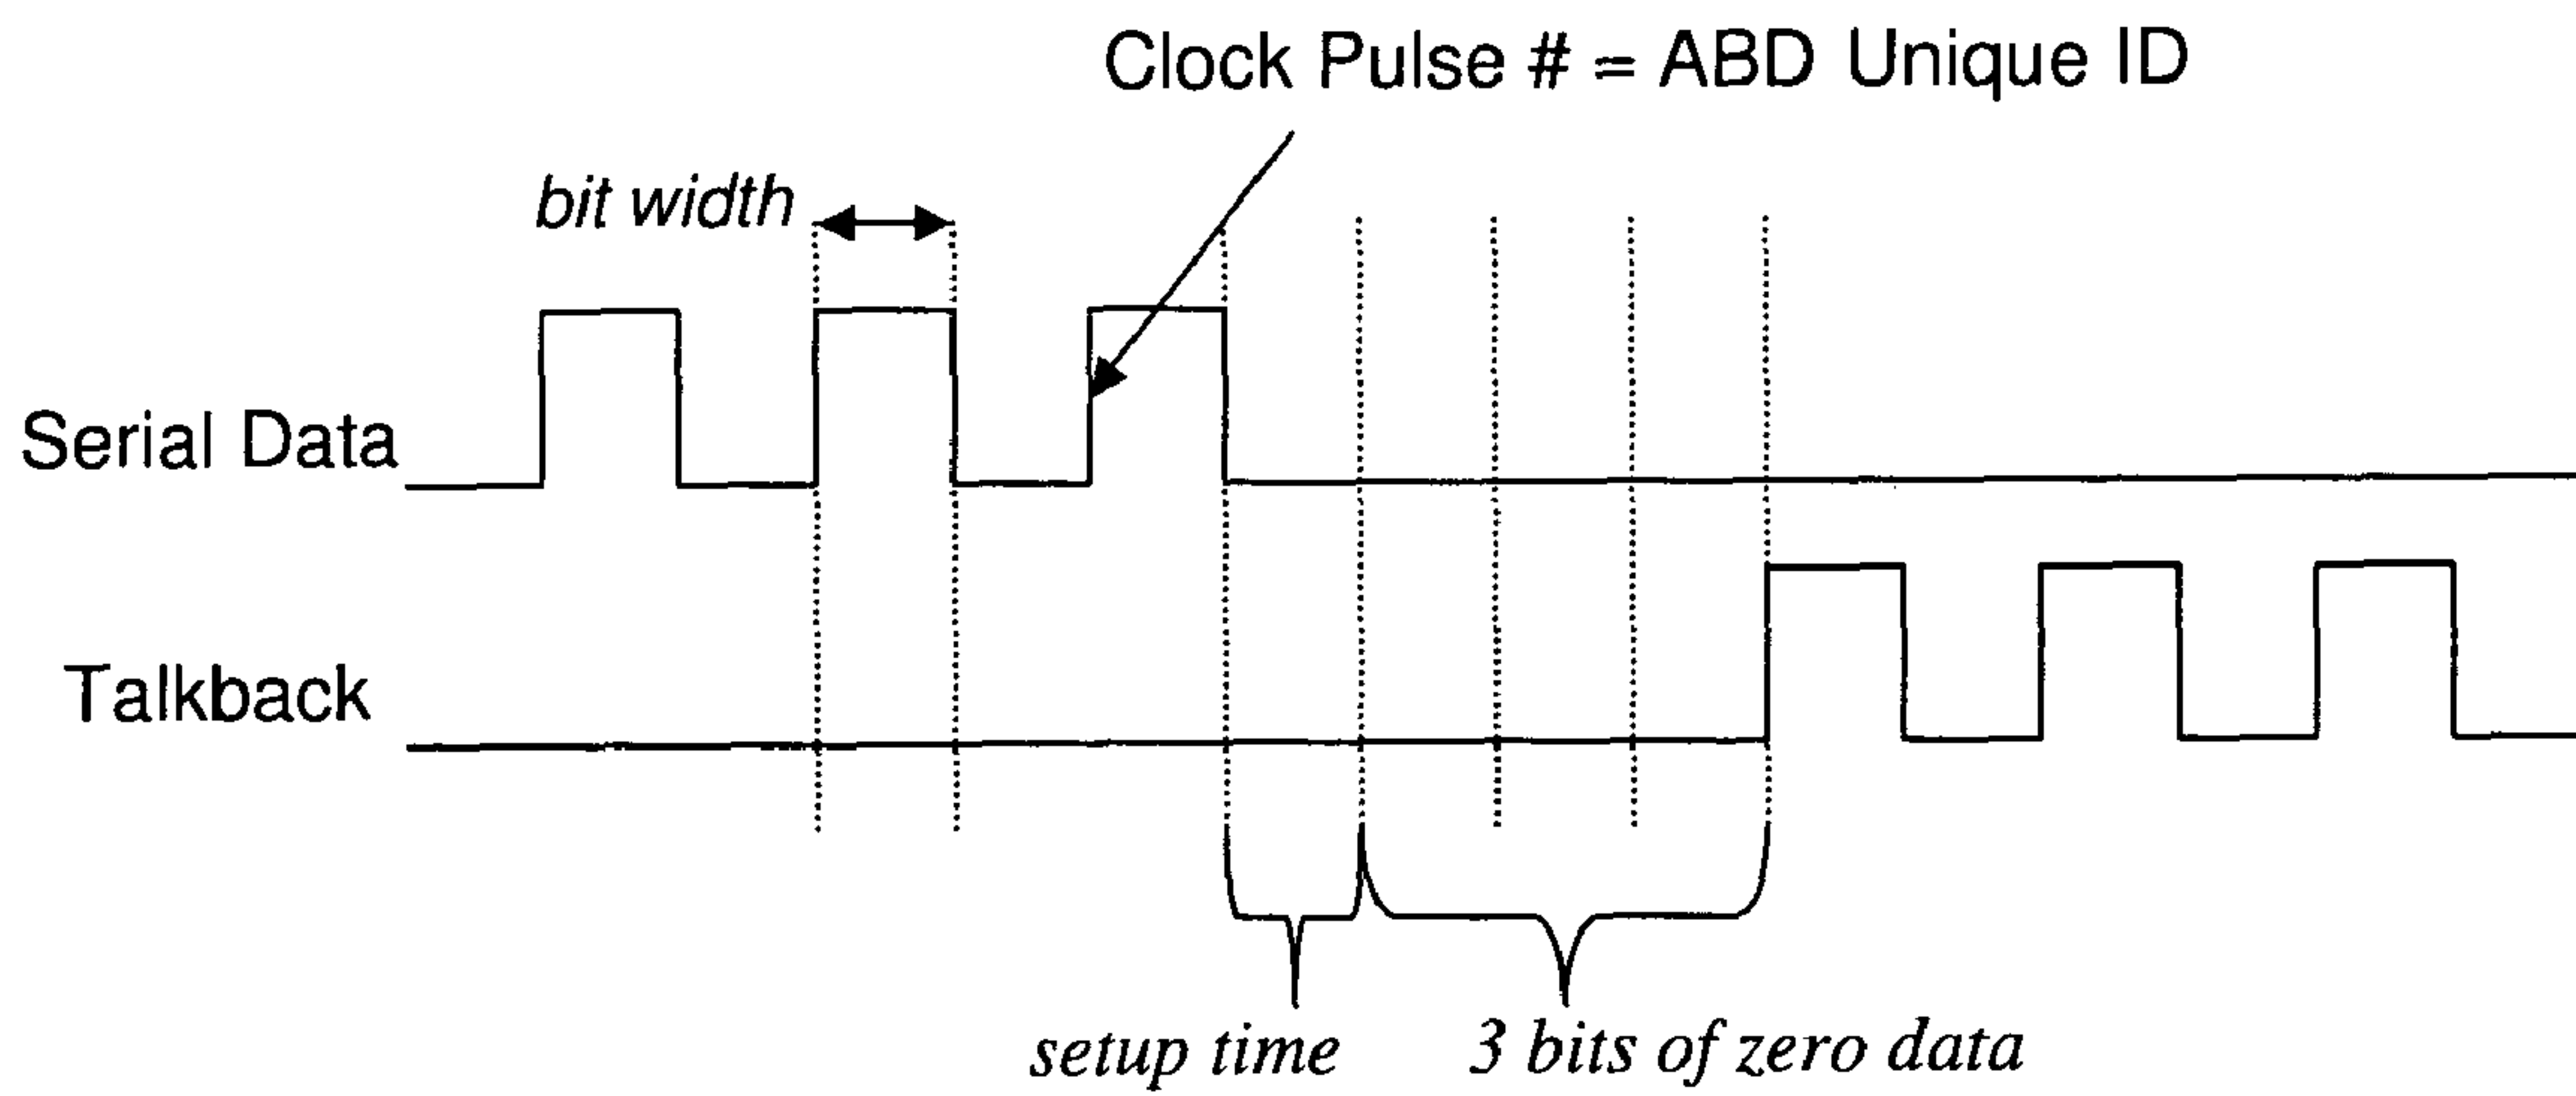 Clock Pulse # = ABD Unique ID
bit width
Serial Data
Talkback
setup time
3 bits of zero data